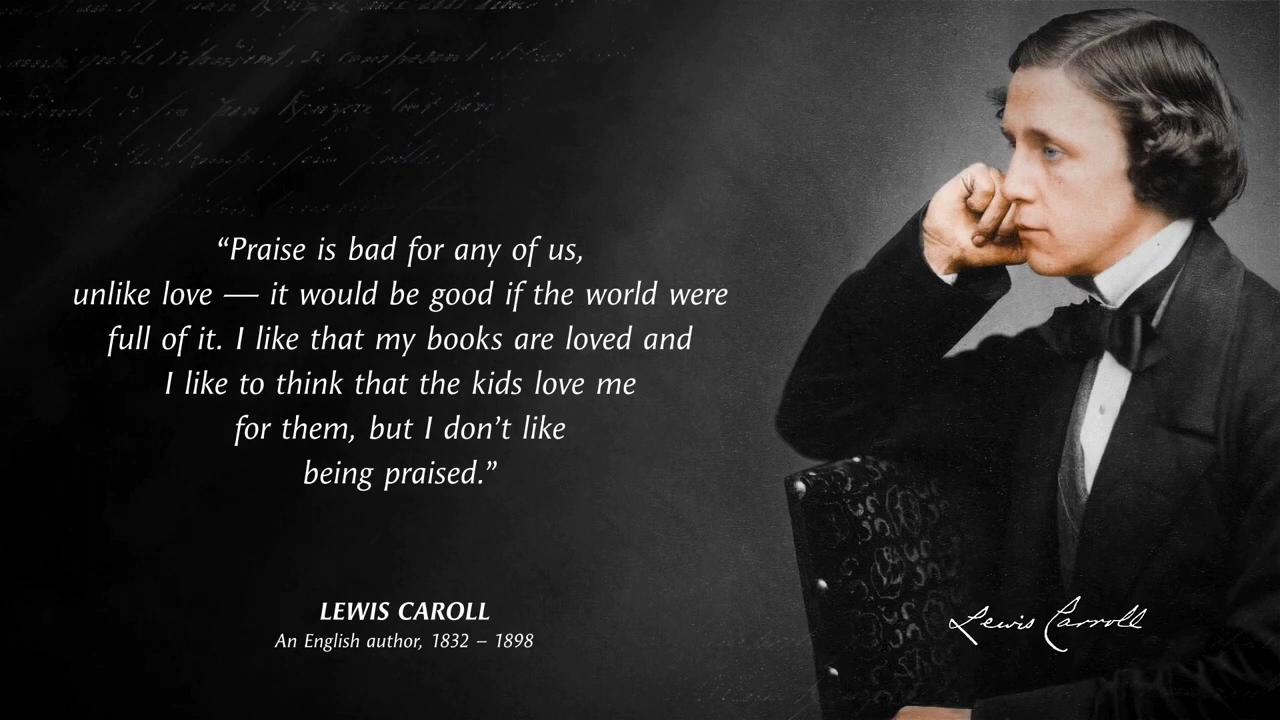 “Praise is bad for any of us,
unlike love — it would be good if the world were
full of it. I like that my books are loved and
I like to think that the kids love me
for them, but I don’t like
being praised.”
LEWIS CAROLL
An English author, 1832 – 1898
Lewis Carroll